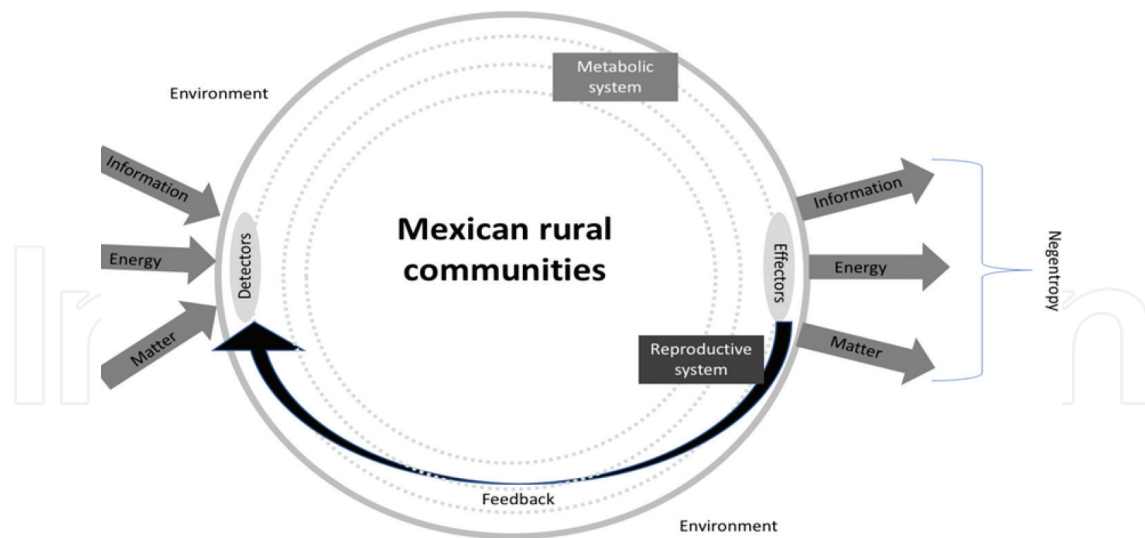 Metabolic
system
Environment
Information
Energy
Matter
Detectors
Mexican rural
communities
Effectors
Information
Energy
Matter
Negentropy
Reproductive
system
Feedback
Environment